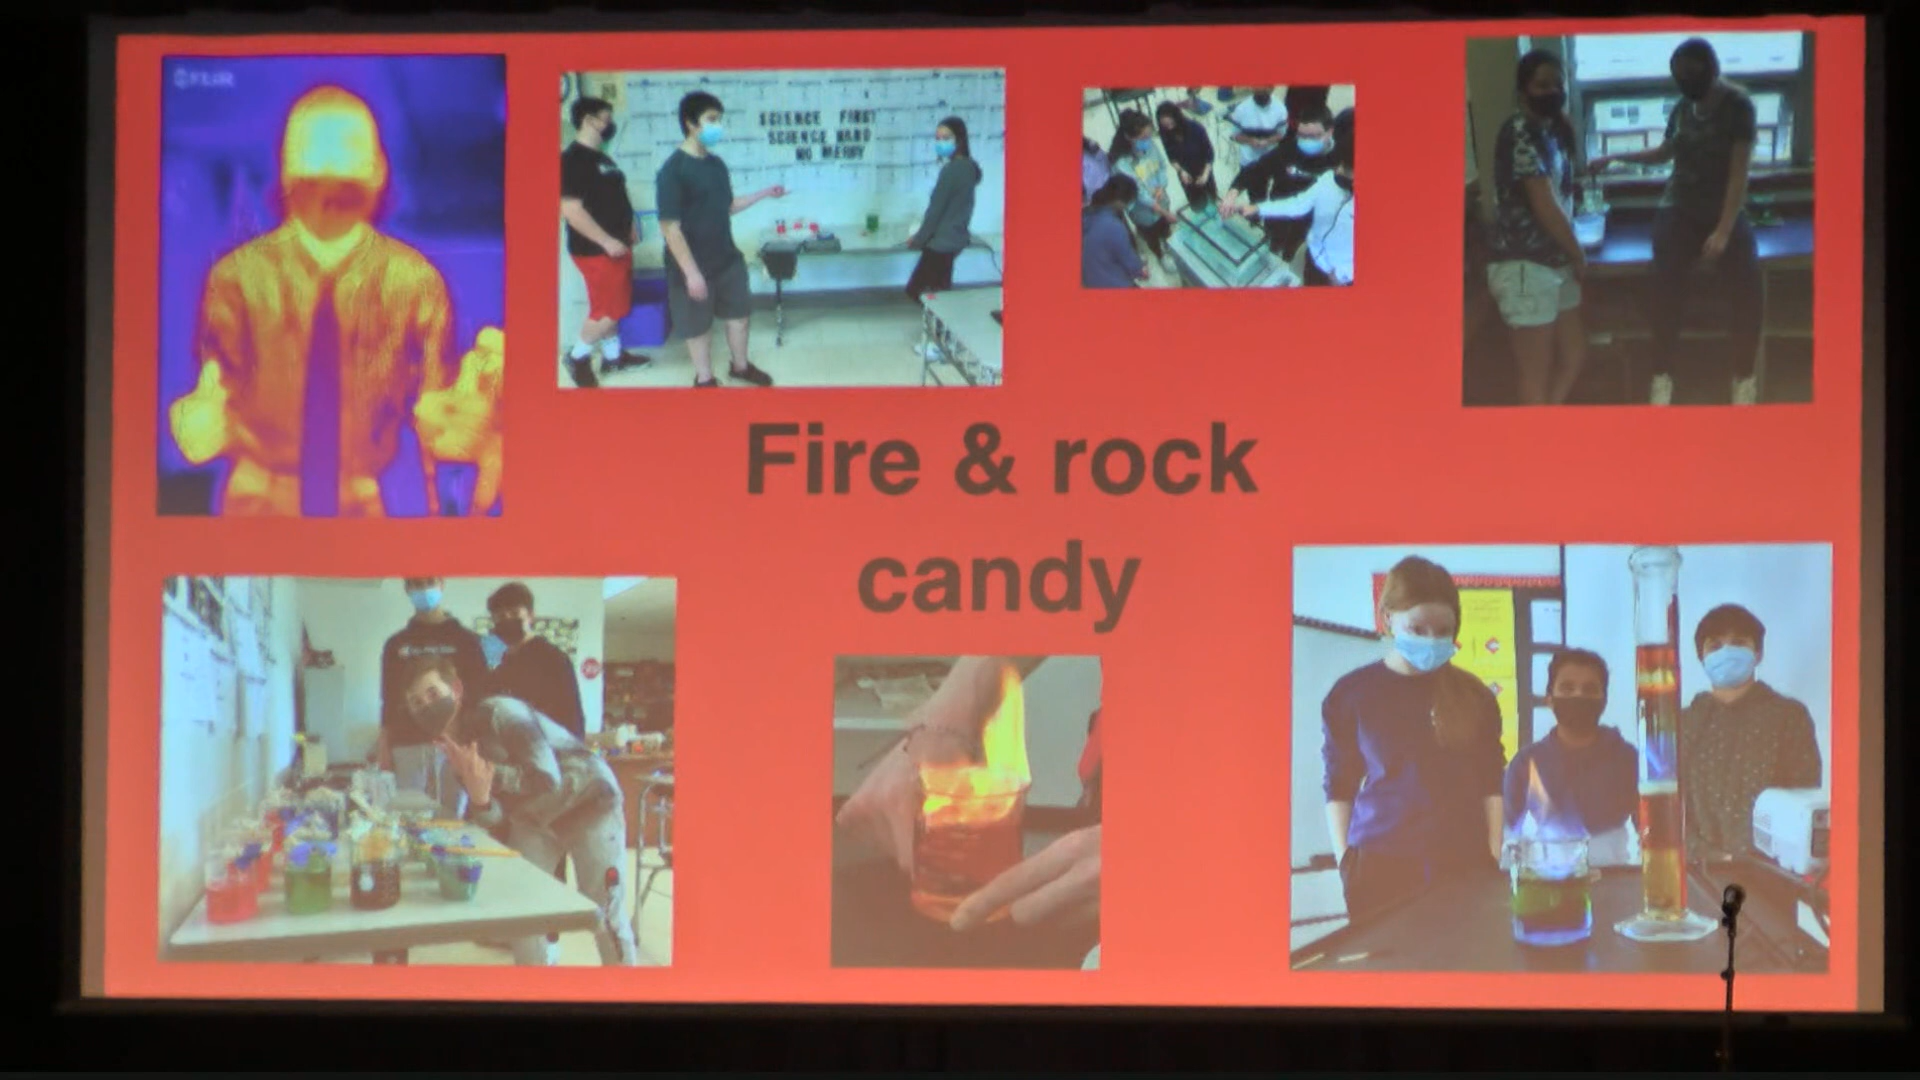 FLIR
SCIENCE FIRST
SCIENCE HARD
NO MERCY
Fire & rock
candy